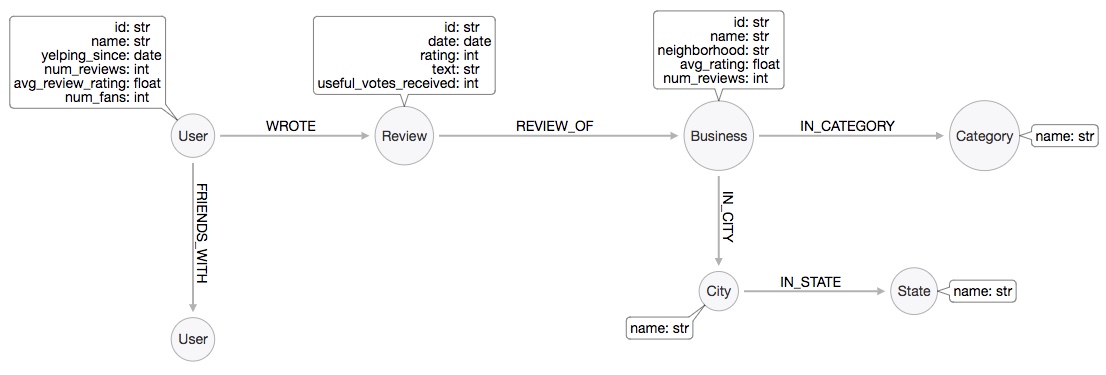 id: str
name: str
yelping_since: date
num_reviews: int
avg_review_rating: float
num_fans: int
id: str
date: date
rating: int
text: str
useful_votes_received: int
id: str
name: str
neighborhood: str
avg_rating: float
num_reviews: int
User
WROTE
Review
REVIEW_OF
Business
IN_CATEGORY
Category
name: str
FRIENDS_WITH
IN_CITY
City
IN_STATE
State
name: str
name: str
User